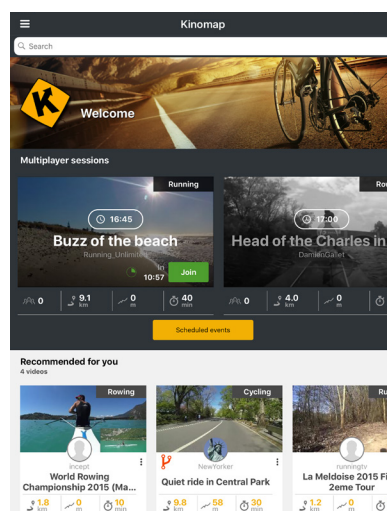 Kinomap
Search
Welcome
Multiplayer sessions
Running
16:45
Buzz of the beach
Running_Unlimited
In
10:57
Join
0
9.1 km
0 m
40 min
Ro
17:00
Head of the Charles in
DamienGallet
0
4.0 km
0 m
Scheduled events
Recommended for you
4 videos
Rowing
incept
World Rowing
Championship 2015 (Ma...
1.8 km
0 m
10 min
Cycling
NewYorker
Quiet ride in Central Park
9.8 km
58 m
30 min
Ru
runningtv
La Meldoise 2015 Fi
2eme Tour
1.2 km
0 m